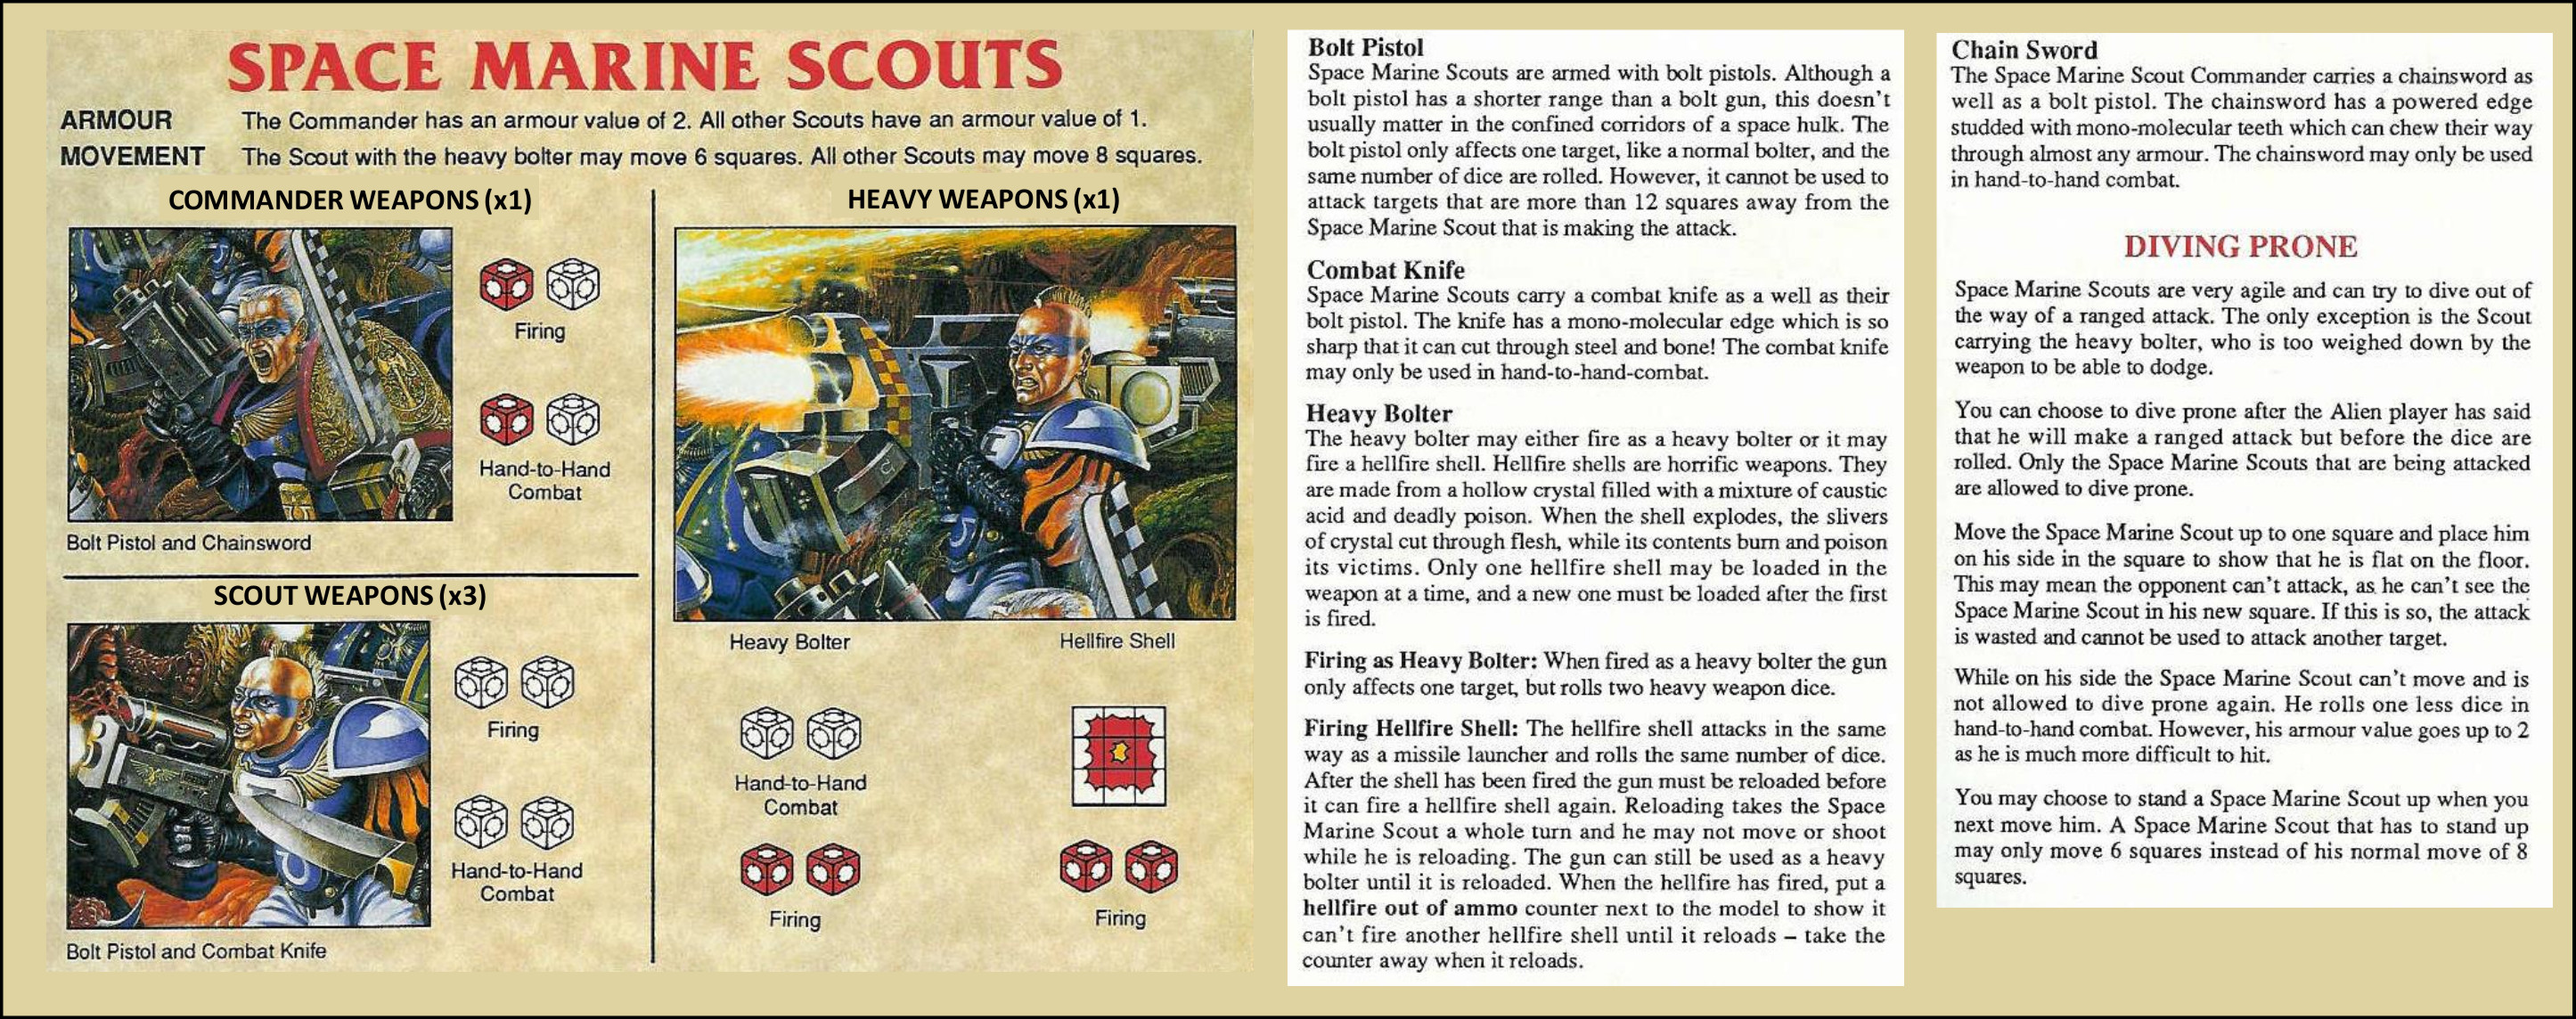 SPACE MARINE SCOUTS
ARMOUR The Commander has an armour value of 2. All other Scouts have an armour value of 1.
MOVEMENT The Scout with the heavy bolter may move 6 squares. All other Scouts may move 8 squares.
COMMANDER WEAPONS (x1)
Firing
Hand-to-Hand
Combat
Bolt Pistol and Chainsword
SCOUT WEAPONS (x3)
Firing
Hand-to-Hand
Combat
Bolt Pistol and Combat Knife
HEAVY WEAPONS (x1)
Heavy Bolter
Hellfire Shell
Hand-to-Hand
Combat
Firing
Firing
Bolt Pistol
Space Marine Scouts are armed with bolt pistols. Although a
bolt pistol has a shorter range than a bolt gun, this doesn't
usually matter in the confined corridors of a space hulk. The
bolt pistol only affects one target, like a normal bolter, and the
same number of dice are rolled. However, it cannot be used to
attack targets that are more than 12 squares away from the
Space Marine Scout that is making the attack.
Combat Knife
Space Marine Scouts carry a combat knife as a well as their
bolt pistol. The knife has a mono-molecular edge which is so
sharp that it can cut through steel and bone! The combat knife
may only be used in hand-to-hand-combat.
Heavy Bolter
The heavy bolter may either fire as a heavy bolter or it may
fire a hellfire shell. Hellfire shells are horrific weapons. They
are made from a hollow crystal filled with a mixture of caustic
acid and deadly poison. When the shell explodes, the slivers
of crystal cut through flesh, while its contents burn and poison
its victims. Only one hellfire shell may be loaded in the
weapon at a time, and a new one must be loaded after the first
is fired.
Firing as Heavy Bolter: When fired as a heavy bolter the gun
only affects one target, but rolls two heavy weapon dice.
Firing Hellfire Shell: The hellfire shell attacks in the same
way as a missile launcher and rolls the same number of dice.
After the shell has been fired the gun must be reloaded before
it can fire a hellfire shell again. Reloading takes the Space
Marine Scout a whole turn and he may not move or shoot
while he is reloading. The gun can still be used as a heavy
bolter until it is reloaded. When the hellfire has fired, put a
hellfire out of ammo counter next to the model to show it
can't fire another hellfire shell until it reloads – take the
counter away when it reloads.
Chain Sword
The Space Marine Scout Commander carries a chainsword as
well as a bolt pistol. The chainsword has a powered edge
studded with mono-molecular teeth which can chew their way
through almost any armour. The chainsword may only be used
in hand-to-hand combat.
DIVING PRONE
Space Marine Scouts are very agile and can try to dive out of
the way of a ranged attack. The only exception is the Scout
carrying the heavy bolter, who is too weighed down by the
weapon to be able to dodge.
You can choose to dive prone after the Alien player has said
that he will make a ranged attack but before the dice are
rolled. Only the Space Marine Scouts that are being attacked
are allowed to dive prone.
Move the Space Marine Scout up to one square and place him
on his side in the square to show that he is flat on the floor.
This may mean the opponent can't attack, as he can't see the
Space Marine Scout in his new square. If this is so, the attack
is wasted and cannot be used to attack another target.
While on his side the Space Marine Scout can't move and is
not allowed to dive prone again. He rolls one less dice in
hand-to-hand combat. However, his armour value goes up to 2
as he is much more difficult to hit.
You may choose to stand a Space Marine Scout up when you
next move him. A Space Marine Scout that has to stand up
may only move 6 squares instead of his normal move of 8
squares.